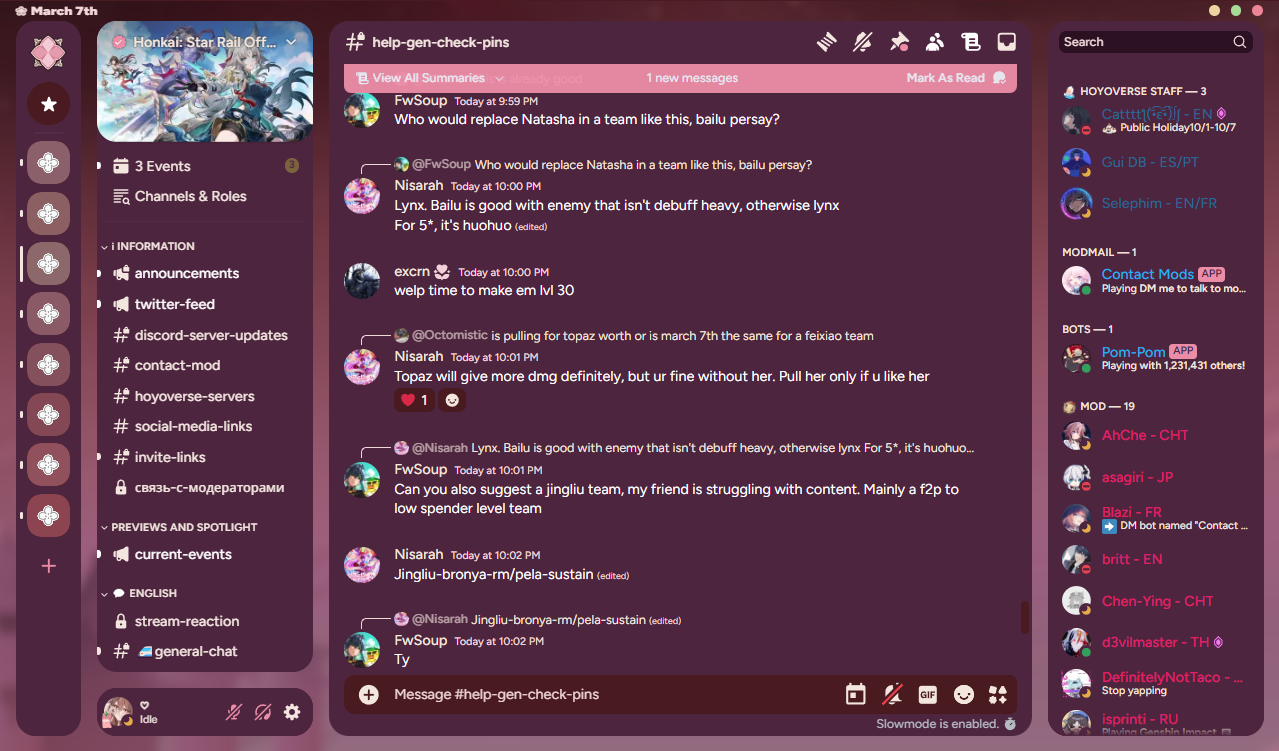 March 7th
Honkai: Star Rail Off...
3 Events
3
Channels & Roles
i INFORMATION
announcements
twitter-feed
discord-server-updates
contact-mod
hoyoverse-servers
social-media-links
invite-links
связь-с-модераторами
PREVIEWS AND SPOTLIGHT
current-events
ENGLISH
stream-reaction
general-chat
Idle
help-gen-check-pins
View All Summaries
already good
1 new messages
Mark As Read
FwSoup Today at 9:59 PM
Who would replace Natasha in a team like this, bailu persay?
@FwSoup Who would replace Natasha in a team like this, bailu persay?
Nisarah Today at 10:00 PM
Lynx. Bailu is good with enemy that isn't debuff heavy, otherwise lynx
For 5*, it's huohuo (edited)
excrn Today at 10:00 PM
welp time to make em lvl 30
@Octomistic is pulling for topaz worth or is march 7th the same for a feixiao team
Nisarah Today at 10:01 PM
Topaz will give more dmg definitely, but ur fine without her. Pull her only if u like her
1
@Nisarah Lynx. Bailu is good with enemy that isn't debuff heavy, otherwise lynx For 5*, it's huohuo...
FwSoup Today at 10:01 PM
Can you also suggest a jingliu team, my friend is struggling with content. Mainly a f2p to
low spender level team
Nisarah Today at 10:02 PM
Jingliu-bronya-rm/pela-sustain (edited)
@Nisarah Jingliu-bronya-rm/pela-sustain (edited)
FwSoup Today at 10:02 PM
Ty
Message #help-gen-check-pins
GIF
Slowmode is enabled.
Search
HOYOVERSE STAFF — 3
- EN
Public Holiday10/1-10/7
Gui DB - ES/PT
Selephim - EN/FR
MODMAIL — 1
Contact Mods APP
Playing DM me to talk to mo...
BOTS — 1
Pom-Pom APP
Playing with 1,231,431 others!
MOD — 19
AhChe - CHT
asagiri - JP
Blazi - FR
DM bot named "Contact ...
britt - EN
Chen-Ying - CHT
d3vilmaster - TH
DefinitelyNotTaco - ...
Stop yapping
isprinti - RU
Playing Genshin Impact